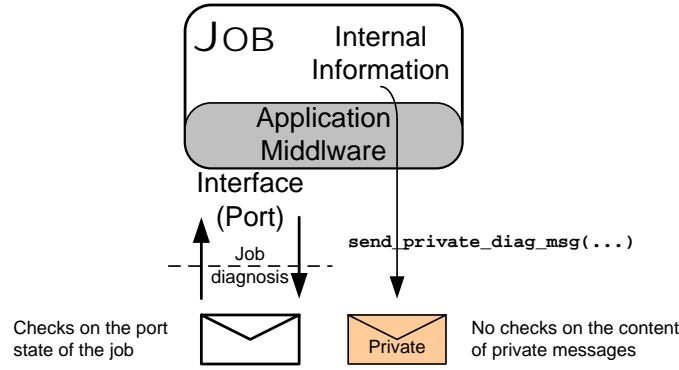 JOB
Internal
Information
Application
Middlware
Interface
(Port)
send_private_diag_msg(...)
Job
diagnosis
Checks on the port
state of the job
Private
No checks on the content
of private messages